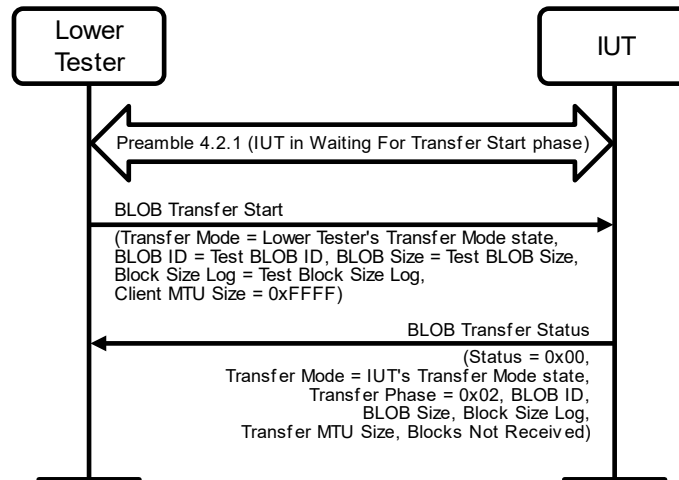 Lower
Tester
IUT
Preamble 4.2.1 (IUT in Waiting For Transfer Start phase)
BLOB Transfer Start
(Transfer Mode = Lower Tester's Transfer Mode state,
BLOB ID = Test BLOB ID, BLOB Size = Test BLOB Size,
Block Size Log = Test Block Size Log,
Client MTU Size = 0xFFFF)
BLOB Transfer Status
(Status = 0x00,
Transfer Mode = IUT's Transfer Mode state,
Transfer Phase = 0x02, BLOB ID,
BLOB Size, Block Size Log,
Transfer MTU Size, Blocks Not Received)